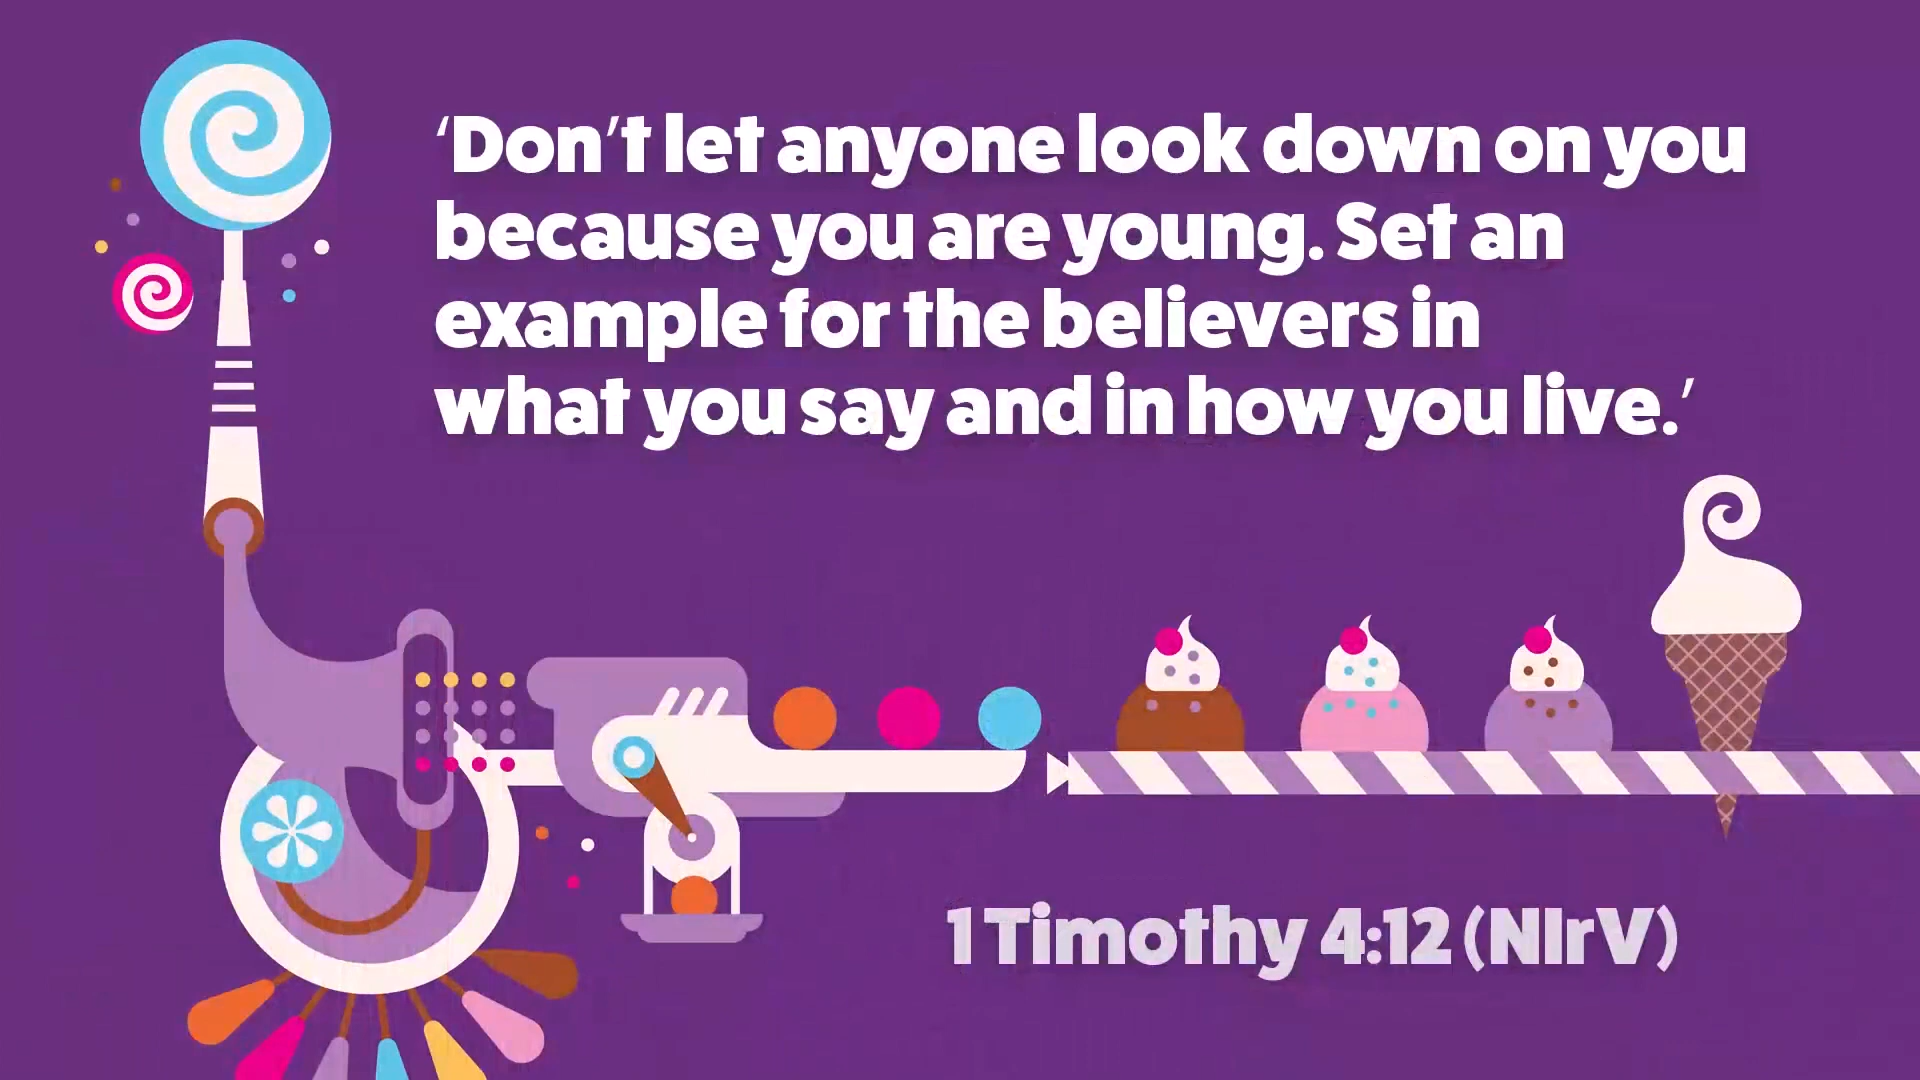 ‘Don’t let anyone look down on you
because you are young. Set an
example for the believers in
what you say and in how you live.’
1 Timothy 4:12 (NIrV)